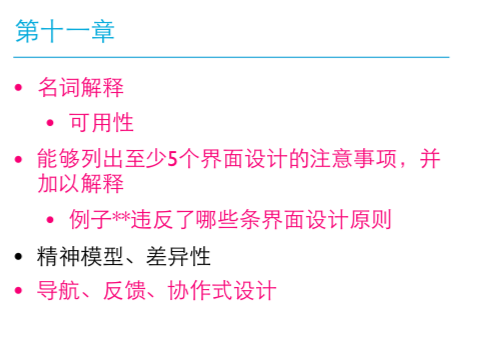 第十一章
• 名词解释
• 可用性
• 能够列出至少5个界面设计的注意事项，并
加以解释
• 例子**违反了哪些条界面设计原则
• 精神模型、差异性
• 导航、反馈、协作式设计